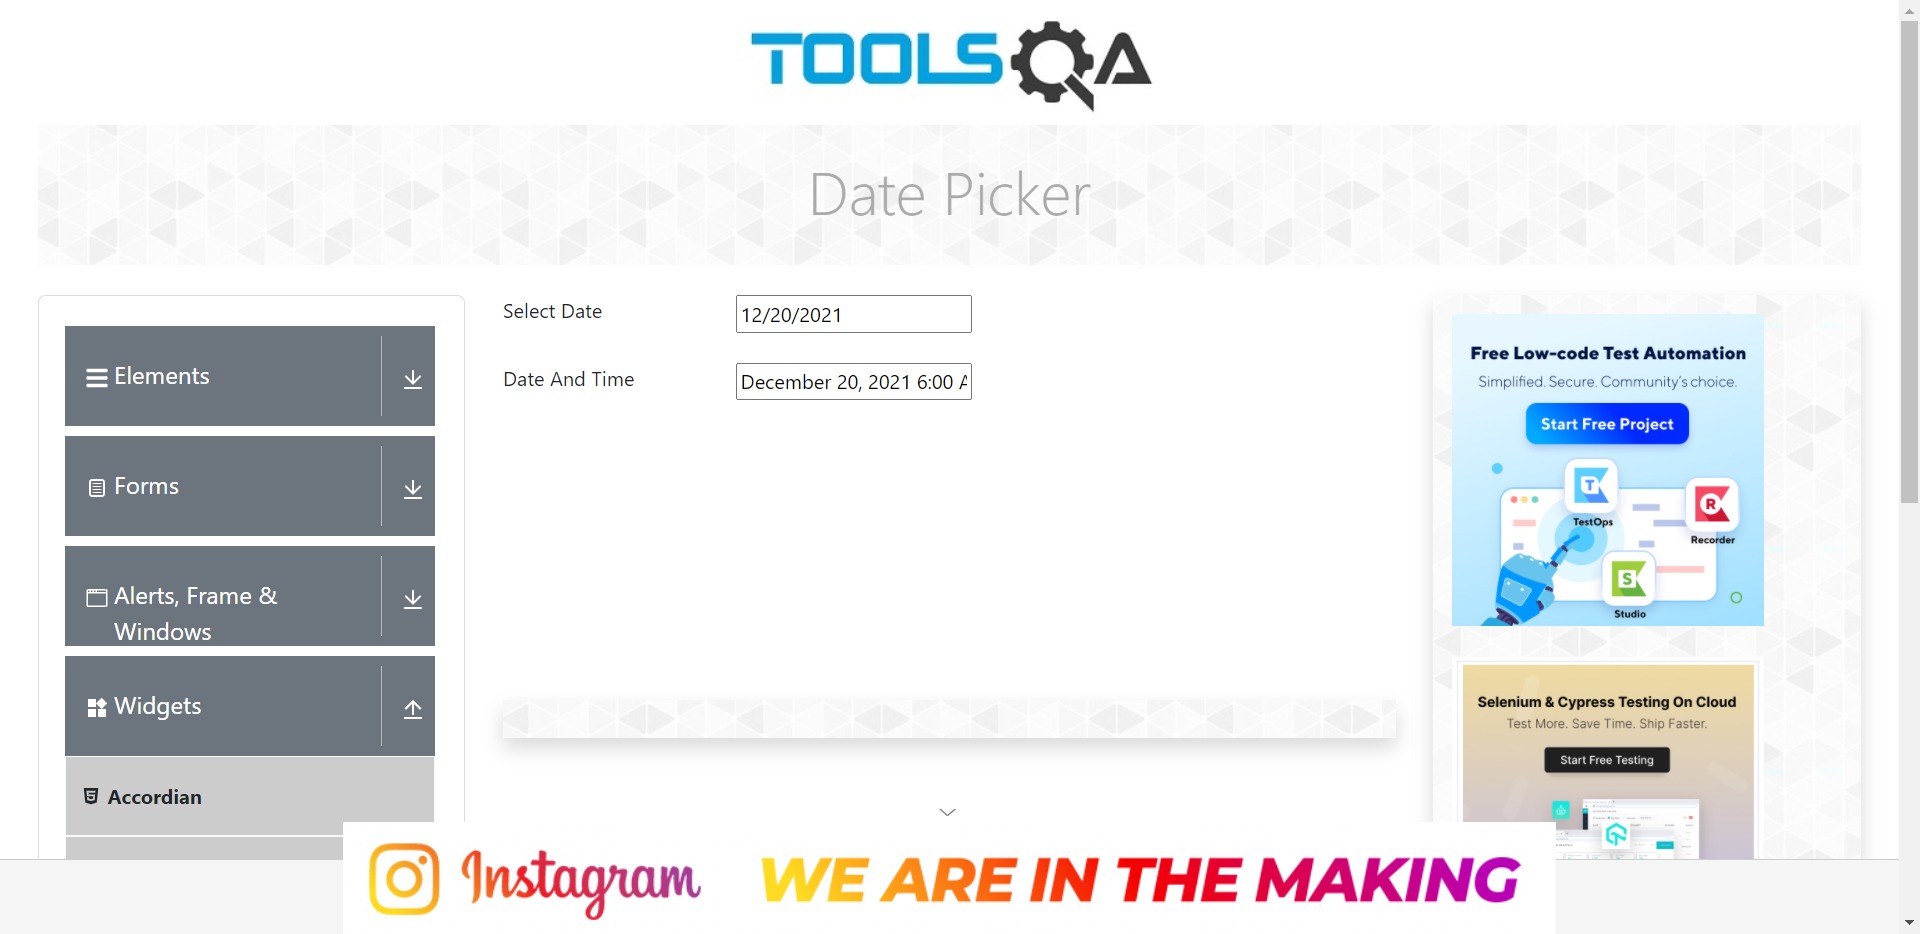 TOOLSQA
Date Picker
Select Date
12/20/2021
Date And Time
December 20, 2021 6:00 A
Elements
Forms
Alerts, Frame &
Windows
Widgets
Accordian
Free Low-code Test Automation
Simplified. Secure. Community's choice.
Start Free Project
TestOps
Recorder
Studio
Selenium & Cypress Testing On Cloud
Test More. Save Time. Ship Faster.
Start Free Testing
Instagram
WE ARE IN THE MAKING